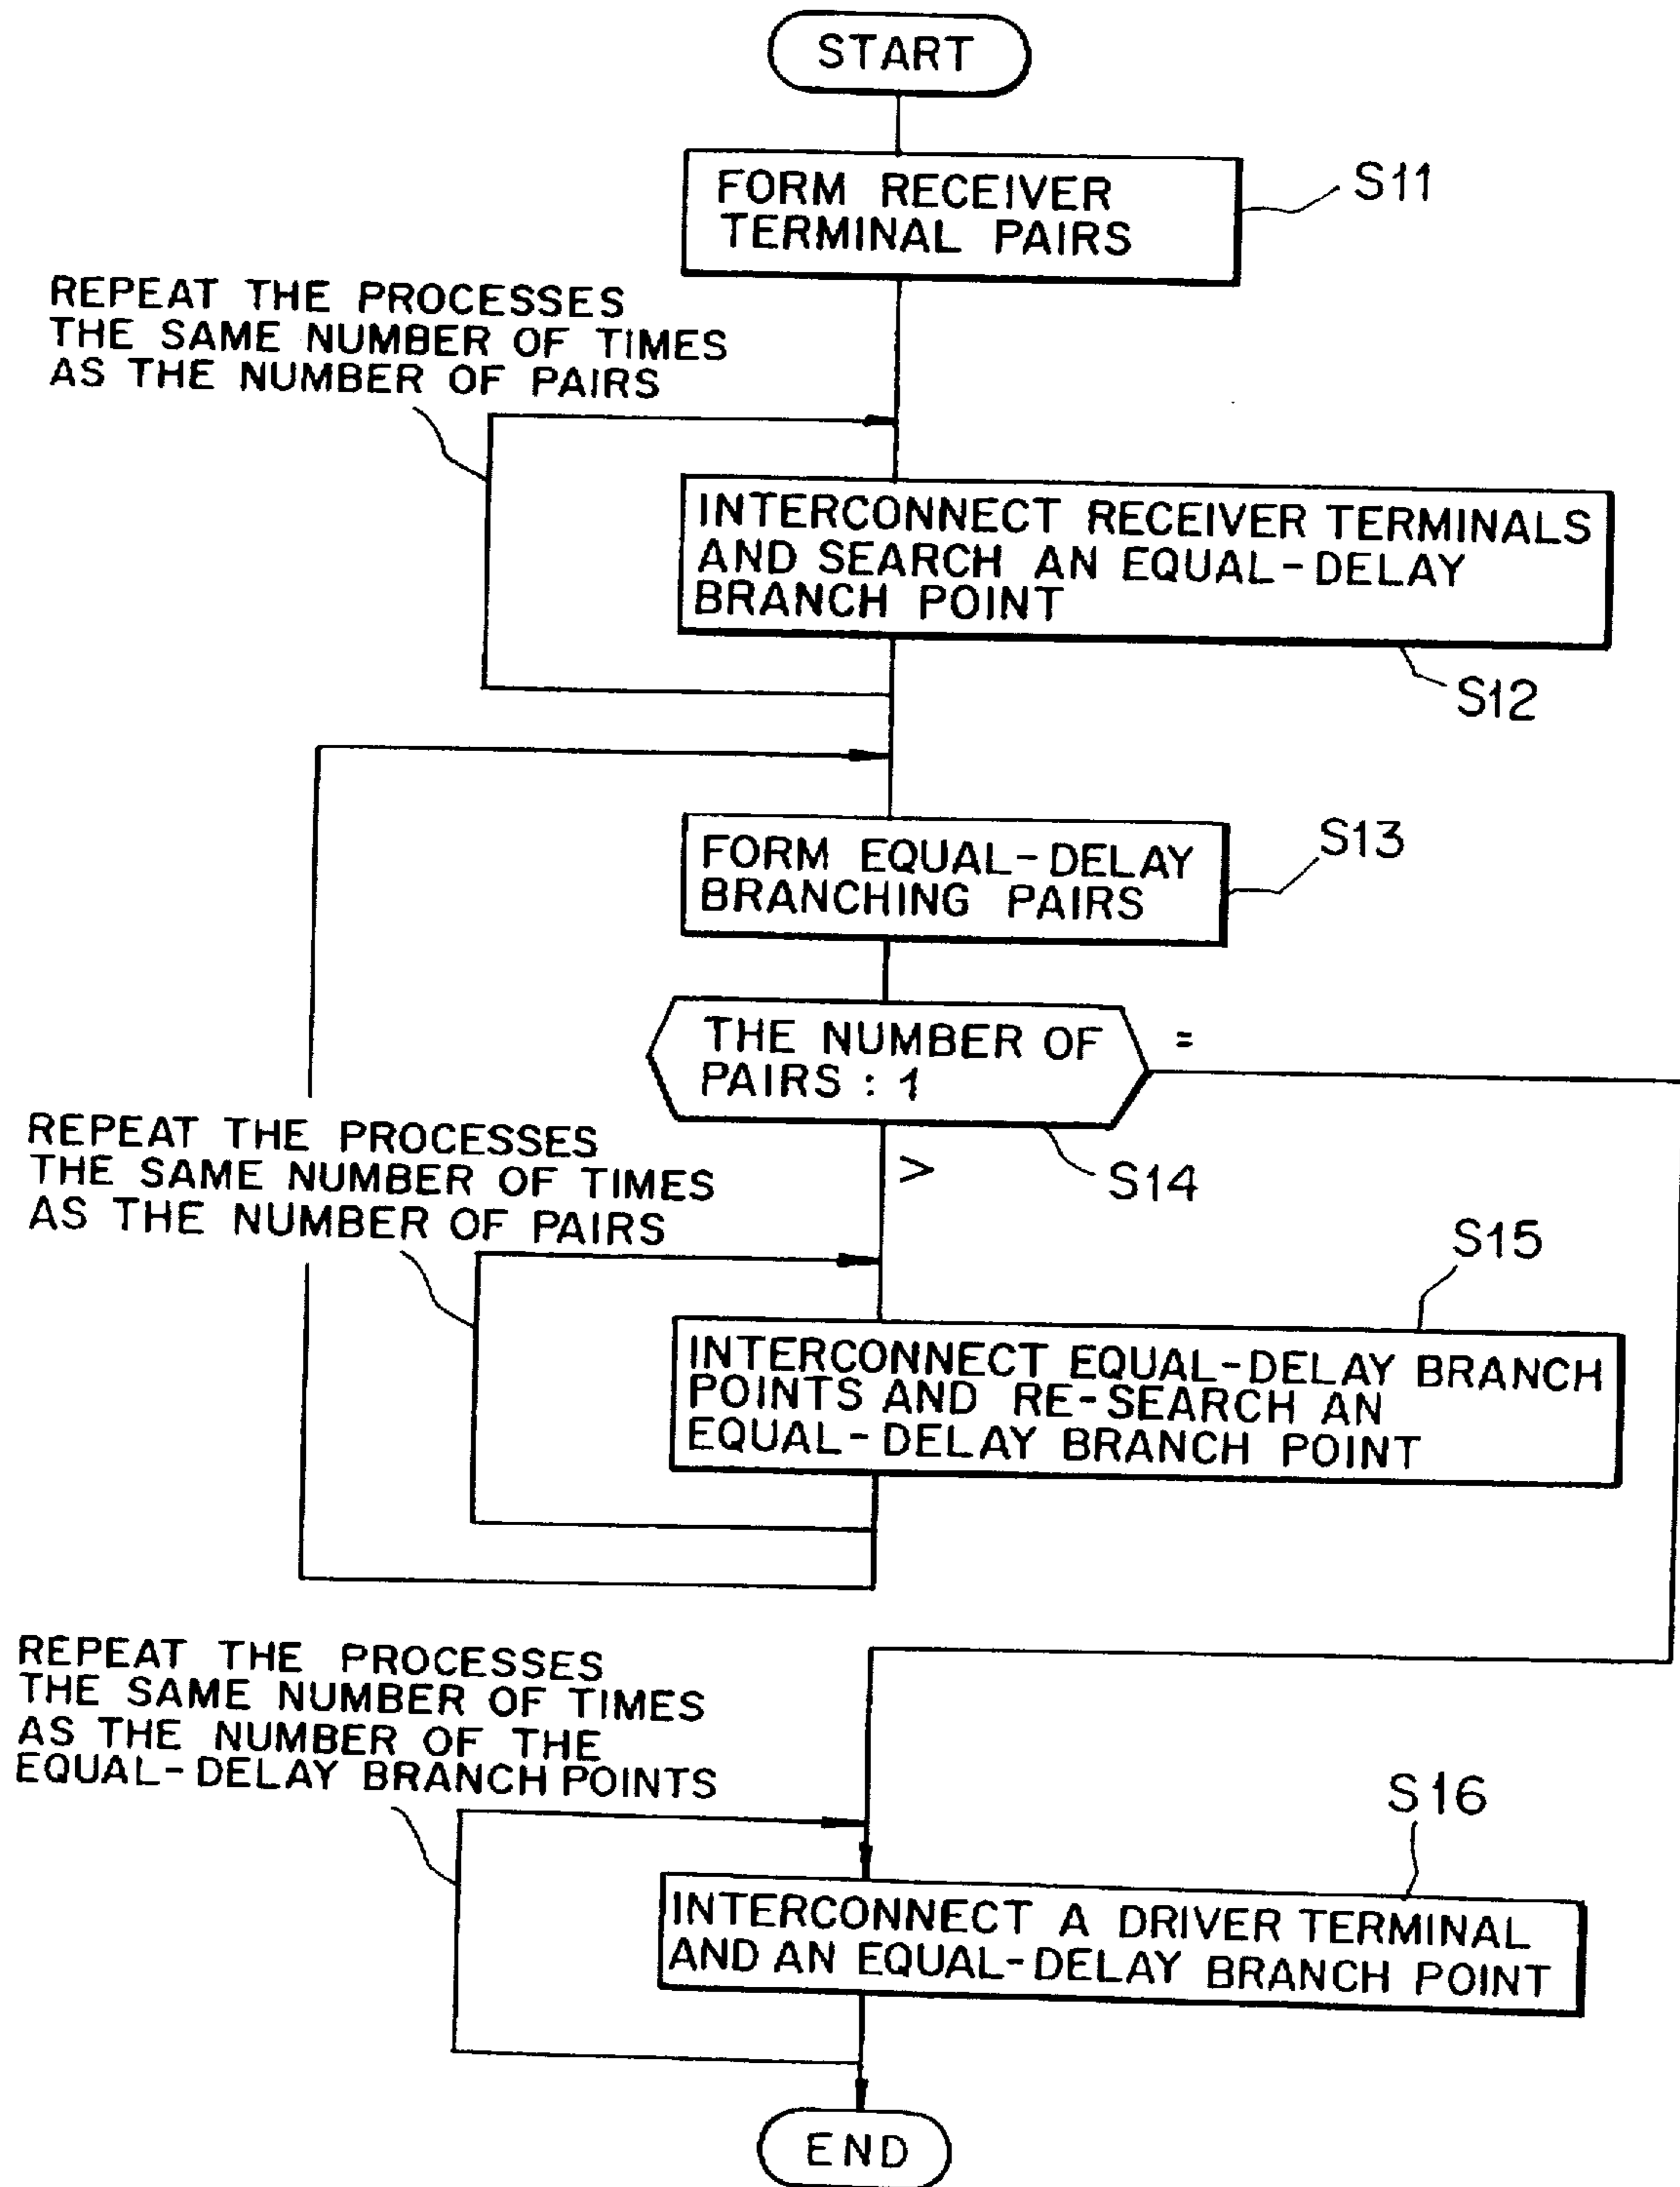 START
FORM RECEIVER
TERMINAL PAIRS
S11
REPEAT THE PROCESSES
THE SAME NUMBER OF TIMES
AS THE NUMBER OF PAIRS
INTERCONNECT RECEIVER TERMINALS
AND SEARCH AN EQUAL-DELAY
BRANCH POINT
S12
FORM EQUAL-DELAY
BRANCHING PAIRS
S13
THE NUMBER OF
PAIRS : 1
=
>
S14
REPEAT THE PROCESSES
THE SAME NUMBER OF TIMES
AS THE NUMBER OF PAIRS
S15
INTERCONNECT EQUAL-DELAY BRANCH
POINTS AND RE-SEARCH AN
EQUAL-DELAY BRANCH POINT
REPEAT THE PROCESSES
THE SAME NUMBER OF TIMES
AS THE NUMBER OF THE
EQUAL-DELAY BRANCH POINTS
S16
INTERCONNECT A DRIVER TERMINAL
AND AN EQUAL-DELAY BRANCH POINT
END